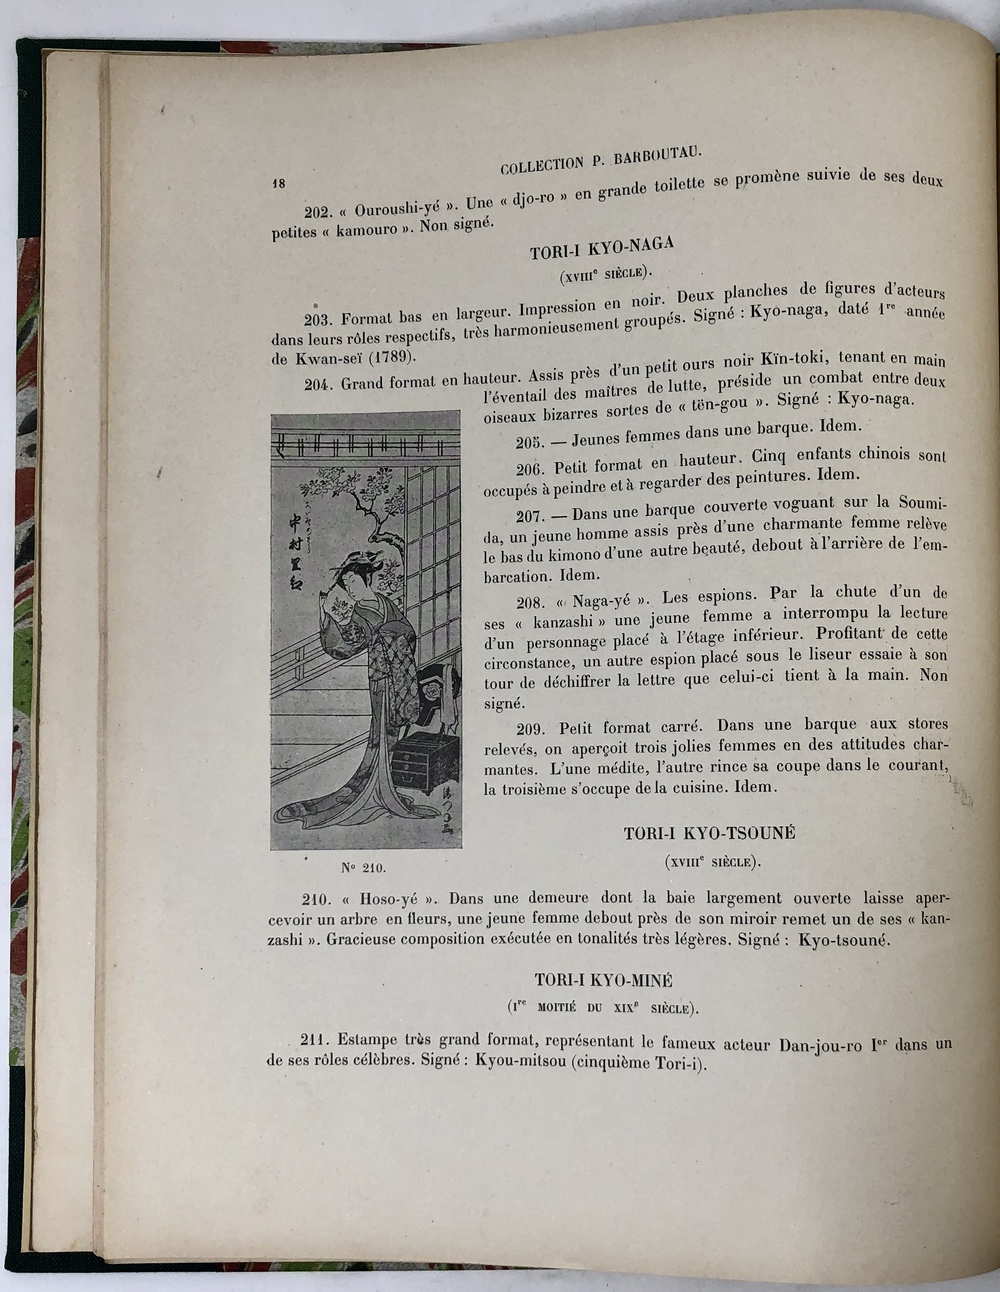 18
COLLECTION P. BARBOUTAU.
202. « Ouroushi-yé ». Une « djo-ro » en grande toilette se promène suivie de ses deux
petites « kamouro ». Non signé.
TORI-I KYO-NAGA
(XVIIIe SIÈCLE).
203. Format bas en largeur. Impression en noir. Deux planches de figures d'acteurs
dans leurs rôles respectifs, très harmonieusement groupés. Signé : Kyo-naga, daté 1re année
de Kwan-seï (1789).
204. Grand format en hauteur. Assis près d'un petit ours noir Kïn-toki, tenant en main
l'éventail des maîtres de lutte, préside un combat entre deux
oiseaux bizarres sortes de « tën-gou ». Signé : Kyo-naga.
205. — Jeunes femmes dans une barque. Idem.
206. Petit format en hauteur. Cinq enfants chinois sont
occupés à peindre et à regarder des peintures. Idem.
207. — Dans une barque couverte voguant sur la Soumi-
da, un jeune homme assis près d'une charmante femme relève
le bas du kimono d'une autre beauté, debout à l'arrière de l'em-
barcation. Idem.
208. « Naga-yé ». Les espions. Par la chute d'un de
ses « kanzashi » une jeune femme a interrompu la lecture
d'un personnage placé à l'étage inférieur. Profitant de cette
circonstance, un autre espion placé sous le liseur essaie à son
tour de déchiffrer la lettre que celui-ci tient à la main. Non
signé.
209. Petit format carré. Dans une barque aux stores
relevés, on aperçoit trois jolies femmes en des attitudes char-
mantes. L'une médite, l'autre rince sa coupe dans le courant,
la troisième s'occupe de la cuisine. Idem.
中村里好
No 210.
TORI-I KYO-TSOUNÉ
(XVIIIe SIÈCLE).
210. « Hoso-yé ». Dans une demeure dont la baie largement ouverte laisse aper-
cevoir un arbre en fleurs, une jeune femme debout près de son miroir remet un de ses « kan-
zashi ». Gracieuse composition exécutée en tonalités très légères. Signé : Kyo-tsouné.
TORI-I KYO-MINÉ
(Ire MOITIÉ DU XIXe SIÈCLE).
211. Estampe très grand format, représentant le fameux acteur Dan-jou-ro Ier dans un
de ses rôles célèbres. Signé : Kyou-mitsou (cinquième Tori-i).